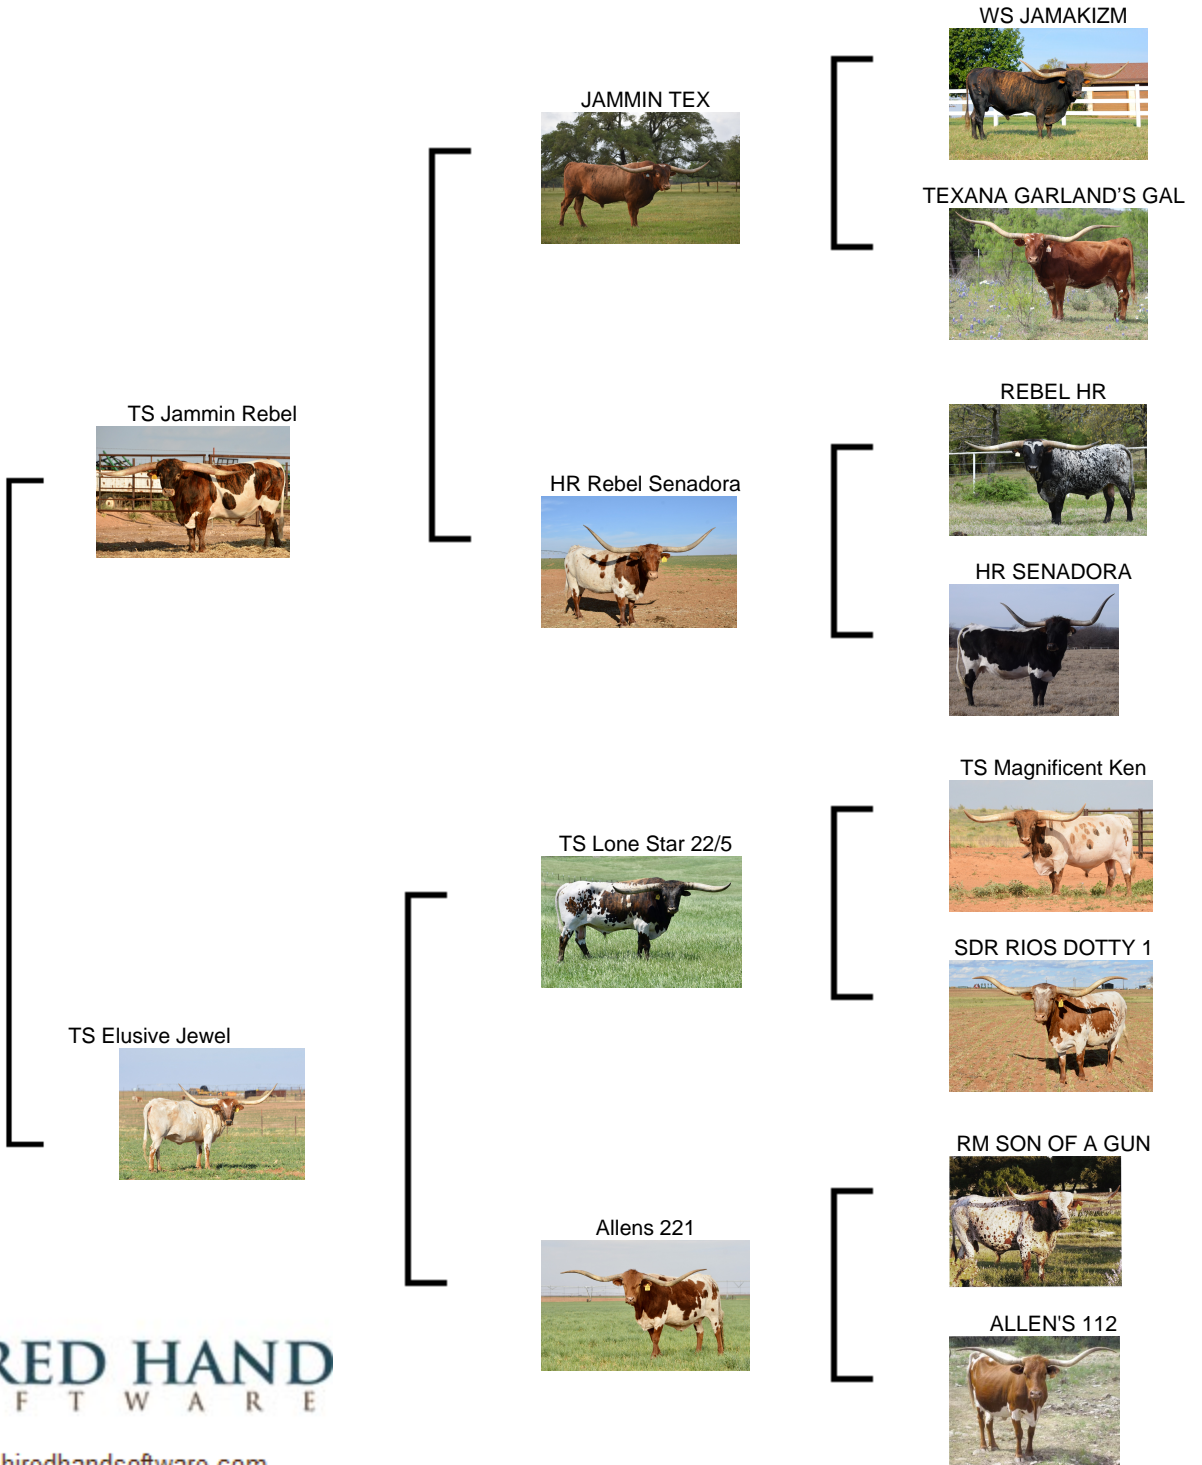 WS JAMAKIZM
JAMMIN TEX
TEXANA GARLAND'S GAL
REBEL HR
TS Jammin Rebel
HR Rebel Senadora
HR SENADORA
TS Magnificent Ken
TS Lone Star 22/5
SDR RIOS DOTTY 1
TS Elusive Jewel
RM SON OF A GUN
Allens 221
ALLEN'S 112
RED HAND
F T W A R E
hiredhandsoftware.com